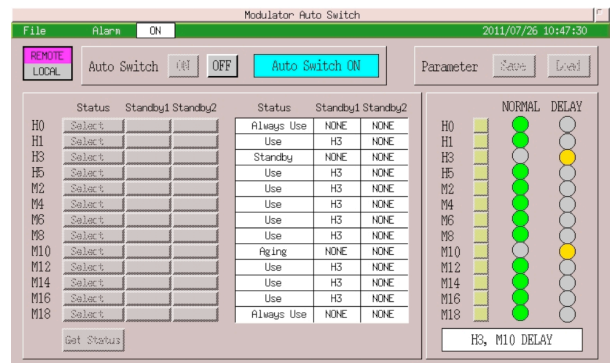 Modulator Auto Switch
File Alarm ON 2011/07/26 10:47:30
REMOTE
LOCAL
Auto Switch ON OFF Auto Switch ON Parameter Save Load
Status Standby1 Standby2 Status Standby1 Standby2 NORMAL DELAY
H0 Select Always Use NONE NONE H0
H1 Select Use H3 NONE H1
H3 Select Standby NONE NONE H3
H5 Select Use H3 NONE H5
M2 Select Use H3 NONE M2
M4 Select Use H3 NONE M4
M6 Select Use H3 NONE M6
M8 Select Use H3 NONE M8
M10 Select Aging NONE NONE M10
M12 Select Use H3 NONE M12
M14 Select Use H3 NONE M14
M16 Select Use H3 NONE M16
M18 Select Always Use NONE NONE M18
Get Status H3, M10 DELAY